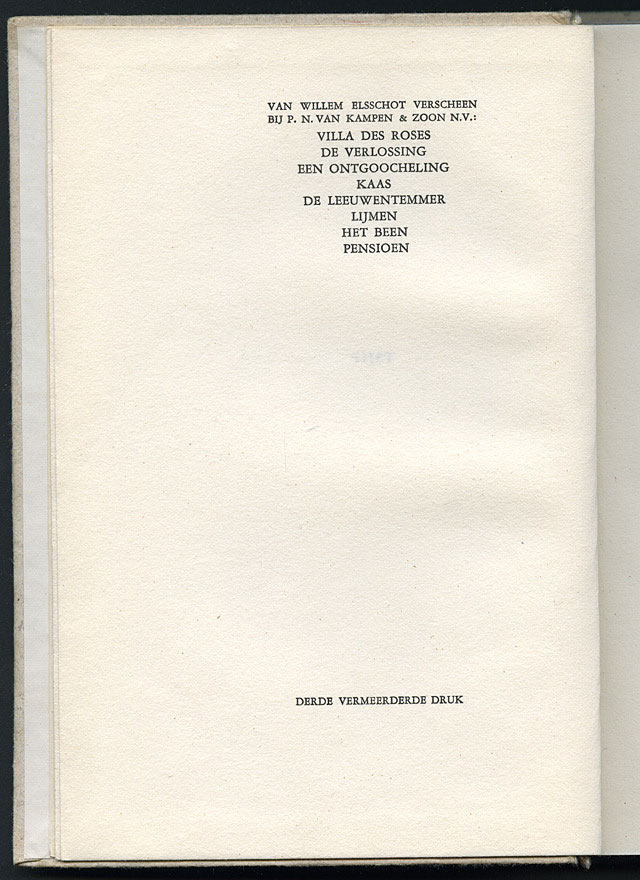 VAN WILLEM ELSSCHOT VERSCHEEN
BIJ P. N. VAN KAMPEN & ZOON N.V.:
VILLA DES ROSES
DE VERLOSSING
EEN ONTGOOCHELING
KAAS
DE LEEUWENTEMMER
LIJMEN
HET BEEN
PENSIOEN
DERDE VERMEERDERDE DRUK